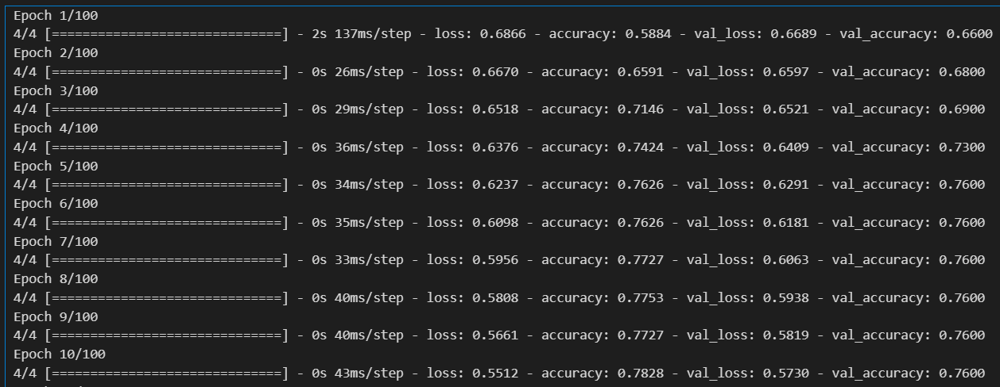 Epoch 1/100
4/4 [==============================] - 2s 137ms/step - loss: 0.6866 - accuracy: 0.5884 - val_loss: 0.6689 - val_accuracy: 0.6600
Epoch 2/100
4/4 [==============================] - 0s 26ms/step - loss: 0.6670 - accuracy: 0.6591 - val_loss: 0.6597 - val_accuracy: 0.6800
Epoch 3/100
4/4 [==============================] - 0s 29ms/step - loss: 0.6518 - accuracy: 0.7146 - val_loss: 0.6521 - val_accuracy: 0.6900
Epoch 4/100
4/4 [==============================] - 0s 36ms/step - loss: 0.6376 - accuracy: 0.7424 - val_loss: 0.6409 - val_accuracy: 0.7300
Epoch 5/100
4/4 [==============================] - 0s 34ms/step - loss: 0.6237 - accuracy: 0.7626 - val_loss: 0.6291 - val_accuracy: 0.7600
Epoch 6/100
4/4 [==============================] - 0s 35ms/step - loss: 0.6098 - accuracy: 0.7626 - val_loss: 0.6181 - val_accuracy: 0.7600
Epoch 7/100
4/4 [==============================] - 0s 33ms/step - loss: 0.5956 - accuracy: 0.7727 - val_loss: 0.6063 - val_accuracy: 0.7600
Epoch 8/100
4/4 [==============================] - 0s 40ms/step - loss: 0.5808 - accuracy: 0.7753 - val_loss: 0.5938 - val_accuracy: 0.7600
Epoch 9/100
4/4 [==============================] - 0s 40ms/step - loss: 0.5661 - accuracy: 0.7727 - val_loss: 0.5819 - val_accuracy: 0.7600
Epoch 10/100
4/4 [==============================] - 0s 43ms/step - loss: 0.5512 - accuracy: 0.7828 - val_loss: 0.5730 - val_accuracy: 0.7600